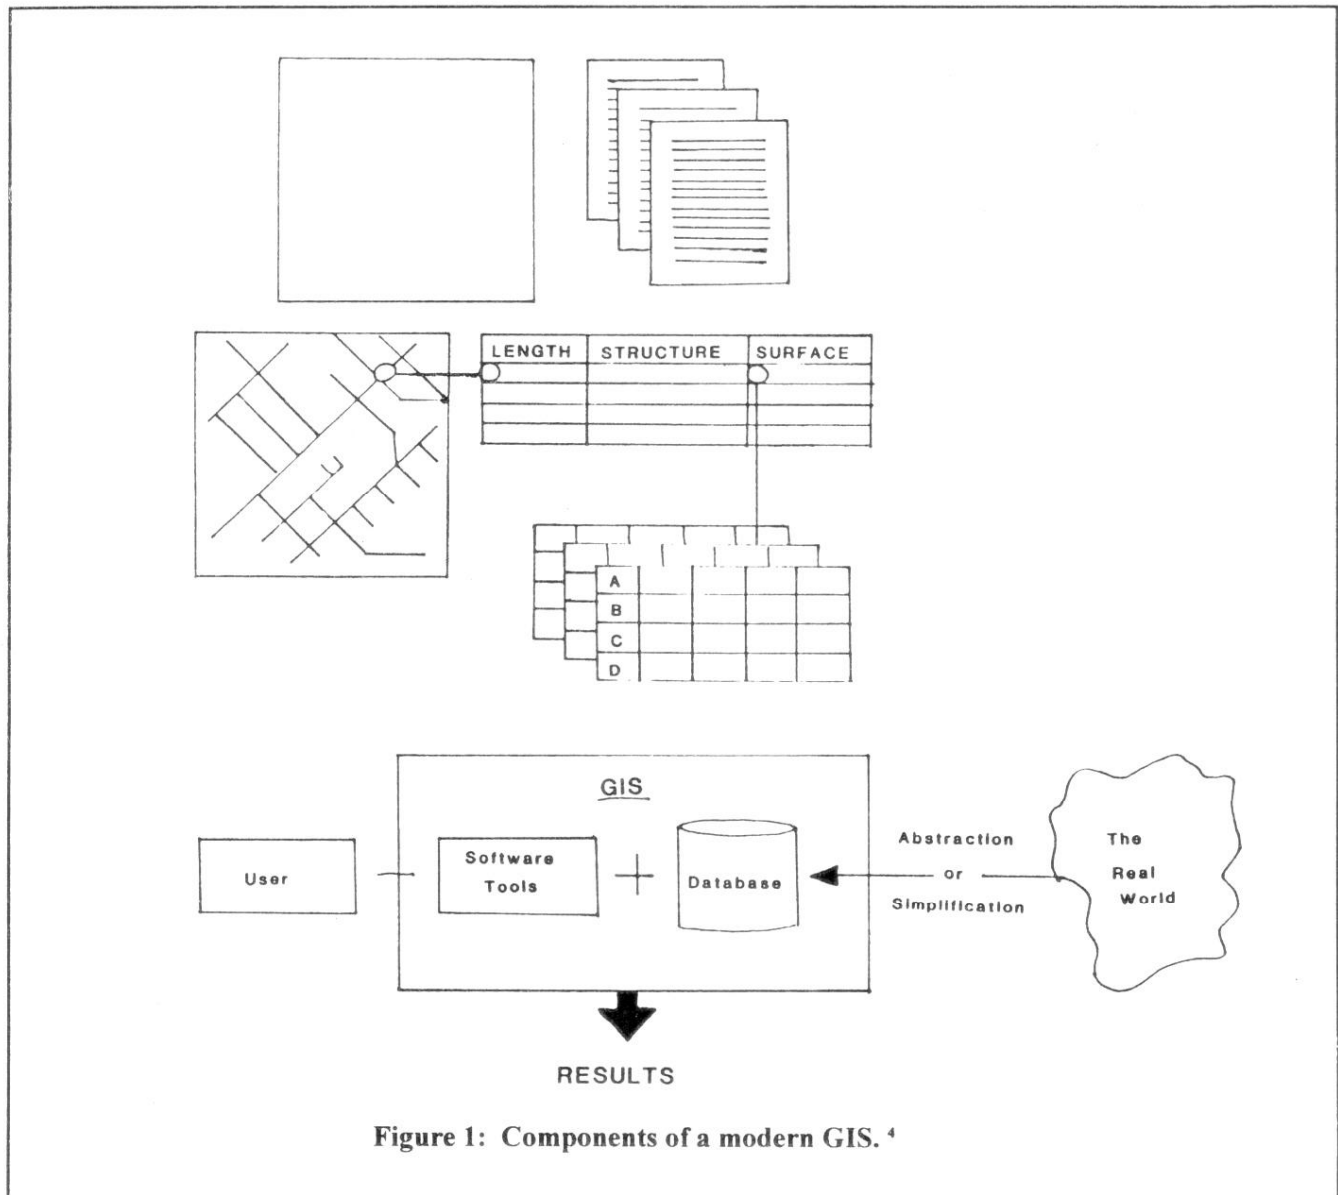 LENGTH STRUCTURE SURFACE
A
B
C
D
GIS
User
Software
Tools
Database
Abstraction
or
Simplification
The
Real
World
RESULTS
Figure 1: Components of a modern GIS. 4